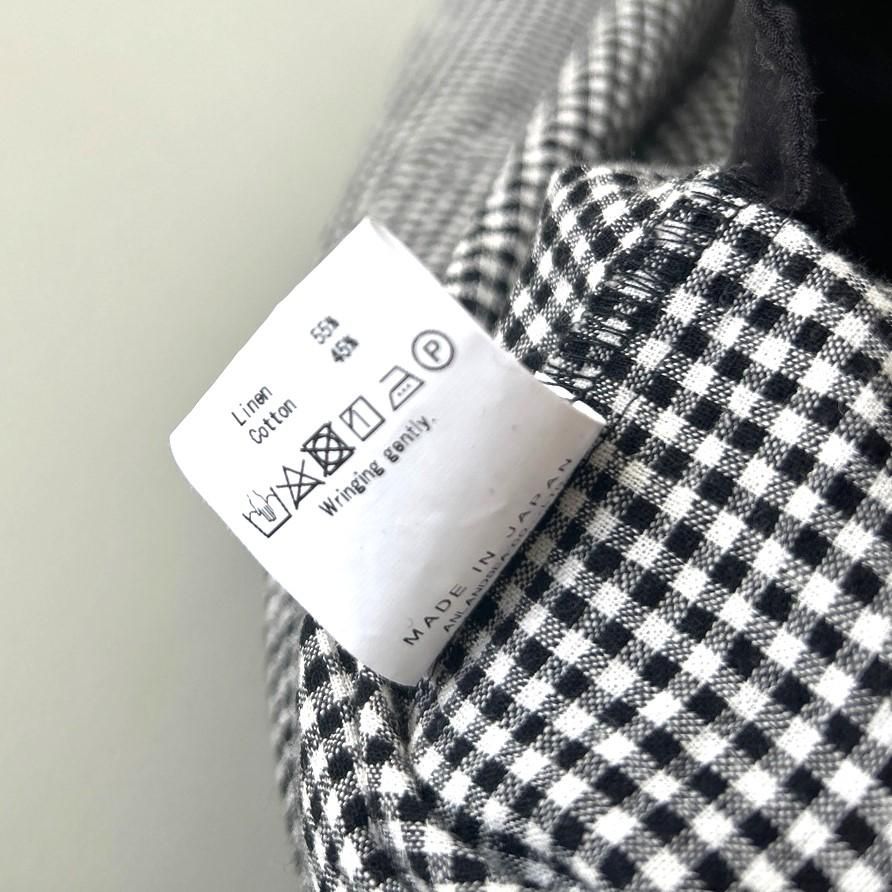 Linen 55%
Cotton 45%
P
Wringing gently.
MADE IN JAPAN